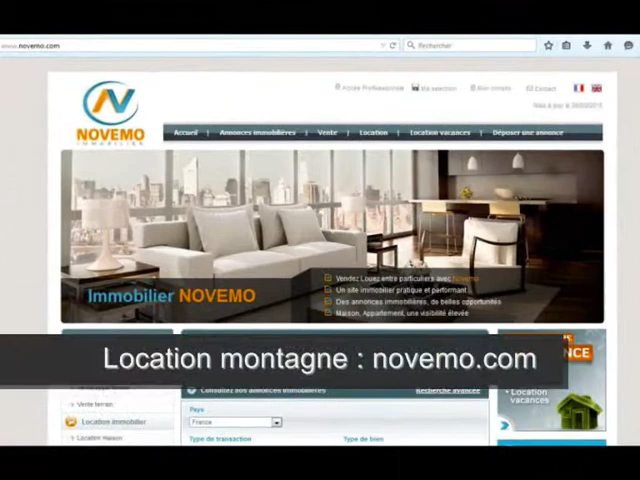 novemo.com
Rechercher
NOVEMO
IMMOBILIER
Accès Professionnels
Ma sélection
Mon compte
Contact
Accueil | Annonces immobilières | Vente | Location | Location vacances | Déposer une annonce
Immobilier NOVEMO
Vendez Louez entre particuliers avec Novemo
Un site immobilier pratique et performant
Des annonces immobilières, de belles opportunités
Maison, Appartement, une visibilité élevée
Location montagne : novemo.com
Consultez nos annonces immobilières
Recherche avancée
• Location vacances
Vente terrain
Location immobilier
Location maison
Pays
France
Type de transaction
Type de bien